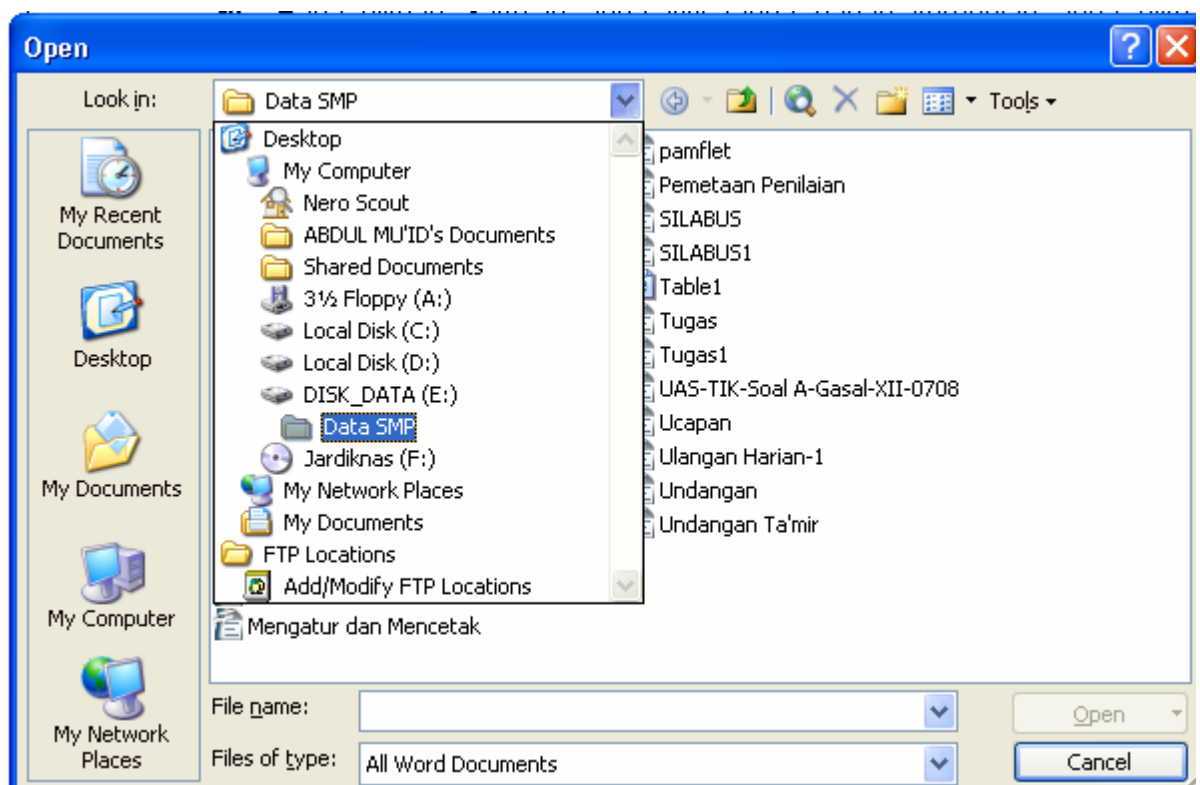 Open
Look in:
Data SMP
Tools
My Recent
Documents
Desktop
My Documents
My Computer
My Network
Places
Desktop
My Computer
Nero Scout
ABDUL MU'ID's Documents
Shared Documents
3½ Floppy (A:)
Local Disk (C:)
Local Disk (D:)
DISK_DATA (E:)
Data SMP
Jardiknas (F:)
My Network Places
My Documents
FTP Locations
Add/Modify FTP Locations
Mengatur dan Mencetak
pamflet
Pemetaan Penilaian
SILABUS
SILABUS1
Table1
Tugas
Tugas1
UAS-TIK-Soal A-Gasal-XII-0708
Ucapan
Ulangan Harian-1
Undangan
Undangan Ta'mir
File name:
Open
Files of type:
All Word Documents
Cancel